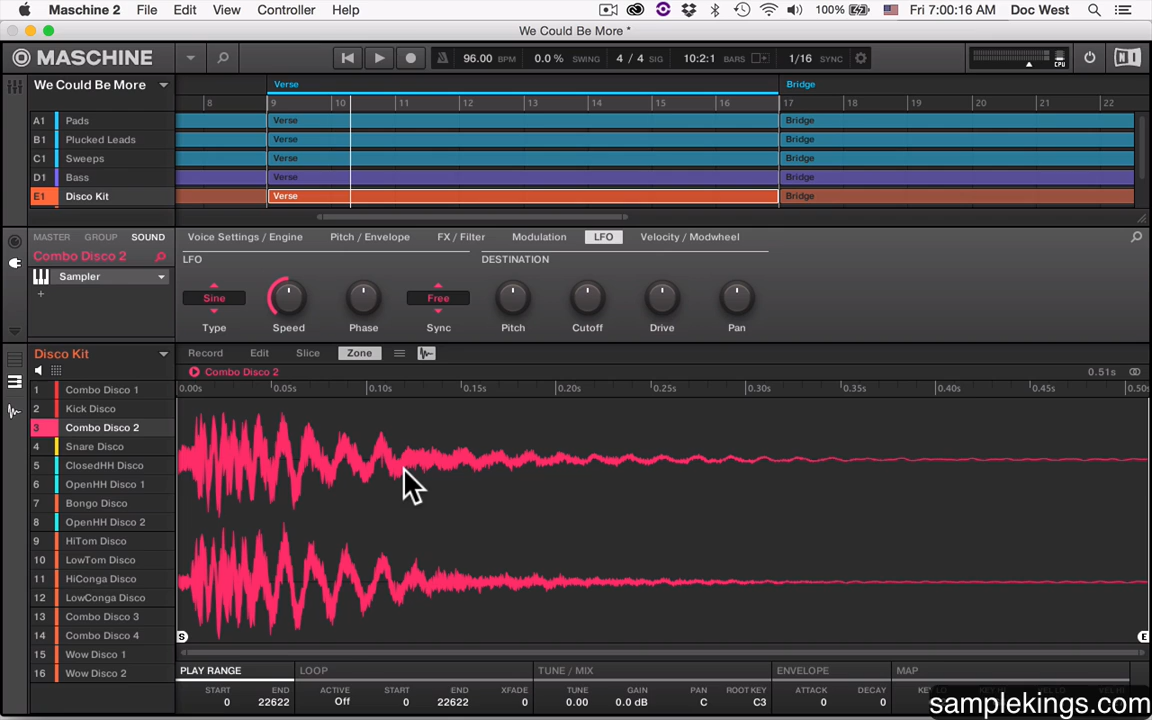 Maschine 2 File Edit View Controller Help 100% Fri 7:00:16 AM Doc West
We Could Be More *
MASCHINE 96.00 BPM 0.0% SWING 4 / 4 SIG 10:2:1 BARS 1/16 SYNC CPU NI
We Could Be More Verse Bridge
8 9 10 11 12 13 14 15 16 17 18 19 20 21 22
A1 Pads Verse Bridge
B1 Plucked Leads Verse Bridge
C1 Sweeps Verse Bridge
D1 Bass Verse Bridge
E1 Disco Kit Verse Bridge
MASTER GROUP SOUND Voice Settings / Engine Pitch / Envelope FX / Filter Modulation LFO Velocity / Modwheel
Combo Disco 2 LFO DESTINATION
Sampler
+
Sine Free
Type Speed Phase Sync Pitch Cutoff Drive Pan
Disco Kit Record Edit Slice Zone
Combo Disco 2 0.51s
0.00s 0.05s 0.10s 0.15s 0.20s 0.25s 0.30s 0.35s 0.40s 0.45s 0.50s
1 Combo Disco 1
2 Kick Disco
3 Combo Disco 2
4 Snare Disco
5 ClosedHH Disco
6 OpenHH Disco 1
7 Bongo Disco
8 OpenHH Disco 2
9 HiTom Disco
10 LowTom Disco
11 HiConga Disco
12 LowConga Disco
13 Combo Disco 3
14 Combo Disco 4
15 Wow Disco 1
16 Wow Disco 2
S E
PLAY RANGE LOOP TUNE / MIX ENVELOPE MAP
START END ACTIVE START END XFADE TUNE GAIN PAN ROOT KEY ATTACK DECAY
0 22622 Off 0 22622 0 0.00 0.0 dB C C3 0 0
samplekings.com